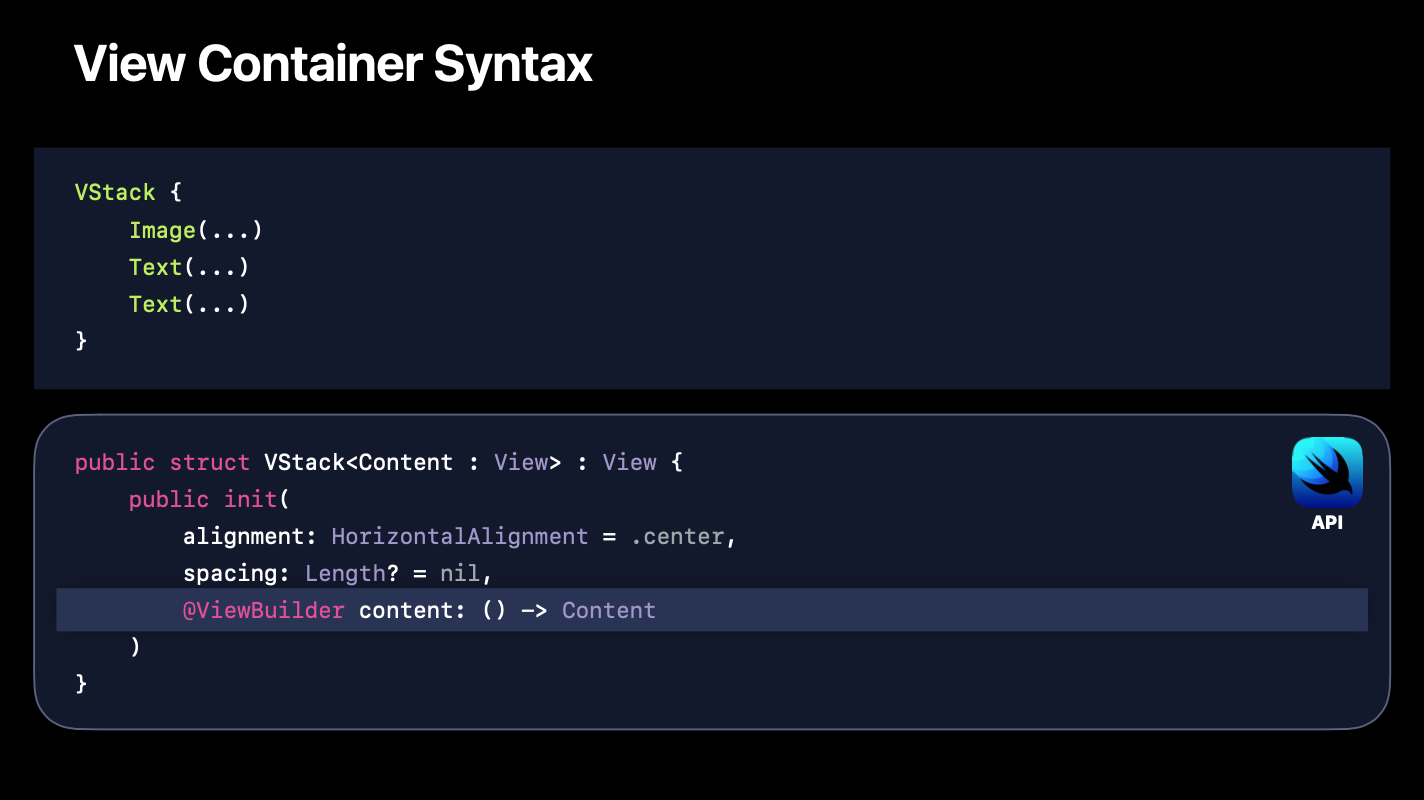 View Container Syntax
VStack {
    Image(...)
    Text(...)
    Text(...)
}
public struct VStack<Content : View> : View {
    public init(
        alignment: HorizontalAlignment = .center,
        spacing: Length? = nil,
        @ViewBuilder content: () -> Content
    )
}
API